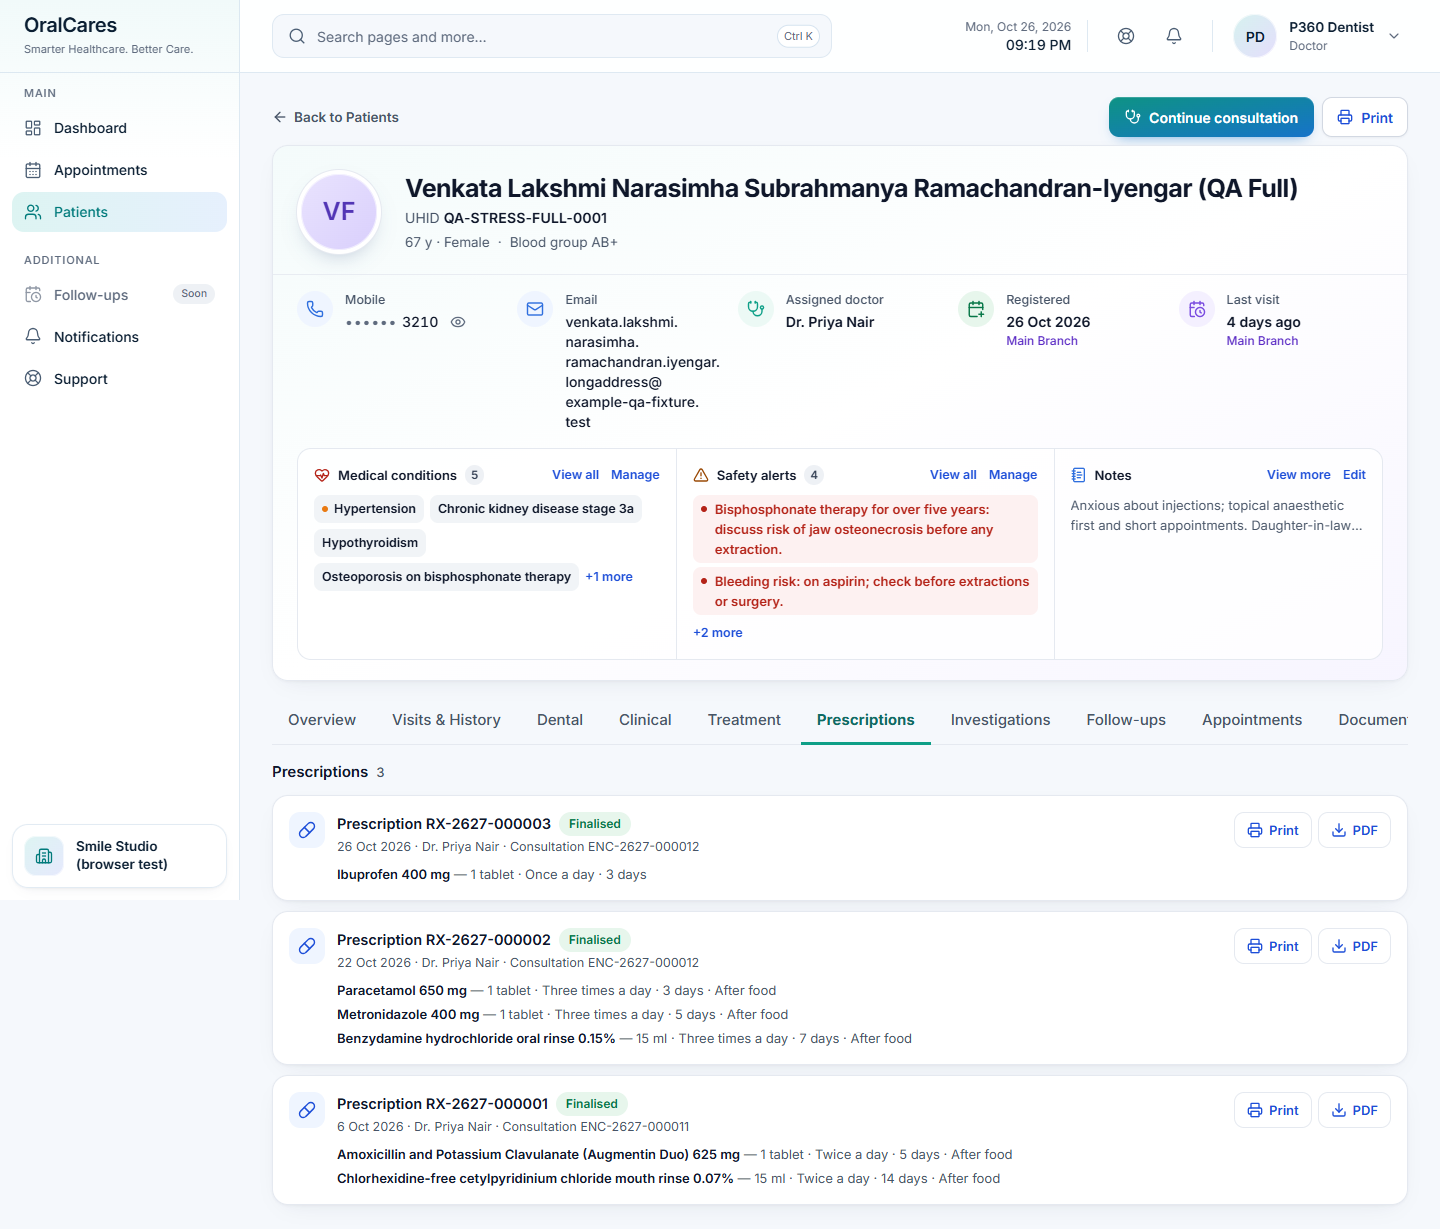 OralCares
Smarter Healthcare. Better Care.
Search pages and more...
Ctrl K
Mon, Oct 26, 2026
09:19 PM
PD
P360 Dentist
Doctor
MAIN
Dashboard
Appointments
Patients
ADDITIONAL
Follow-ups
Soon
Notifications
Support
Smile Studio
(browser test)
Back to Patients
Continue consultation
Print
VF
Venkata Lakshmi Narasimha Subrahmanya Ramachandran-Iyengar (QA Full)
UHID QA-STRESS-FULL-0001
67 y · Female · Blood group AB+
Mobile
•••••• 3210
Email
venkata.lakshmi.
narasimha.
ramachandran.iyengar.
longaddress@
example-qa-fixture.
test
Assigned doctor
Dr. Priya Nair
Registered
26 Oct 2026
Main Branch
Last visit
4 days ago
Main Branch
Medical conditions 5
View all Manage
Hypertension
Chronic kidney disease stage 3a
Hypothyroidism
Osteoporosis on bisphosphonate therapy
+1 more
Safety alerts 4
View all Manage
Bisphosphonate therapy for over five years:
discuss risk of jaw osteonecrosis before any
extraction.
Bleeding risk: on aspirin; check before extractions
or surgery.
+2 more
Notes
View more Edit
Anxious about injections; topical anaesthetic
first and short appointments. Daughter-in-law...
Overview Visits & History Dental Clinical Treatment Prescriptions Investigations Follow-ups Appointments Documen
Prescriptions 3
Prescription RX-2627-000003 Finalised
26 Oct 2026 · Dr. Priya Nair · Consultation ENC-2627-000012
Ibuprofen 400 mg — 1 tablet · Once a day · 3 days
Print PDF
Prescription RX-2627-000002 Finalised
22 Oct 2026 · Dr. Priya Nair · Consultation ENC-2627-000012
Paracetamol 650 mg — 1 tablet · Three times a day · 3 days · After food
Metronidazole 400 mg — 1 tablet · Three times a day · 5 days · After food
Benzydamine hydrochloride oral rinse 0.15% — 15 ml · Three times a day · 7 days · After food
Print PDF
Prescription RX-2627-000001 Finalised
6 Oct 2026 · Dr. Priya Nair · Consultation ENC-2627-000011
Amoxicillin and Potassium Clavulanate (Augmentin Duo) 625 mg — 1 tablet · Twice a day · 5 days · After food
Chlorhexidine-free cetylpyridinium chloride mouth rinse 0.07% — 15 ml · Twice a day · 14 days · After food
Print PDF